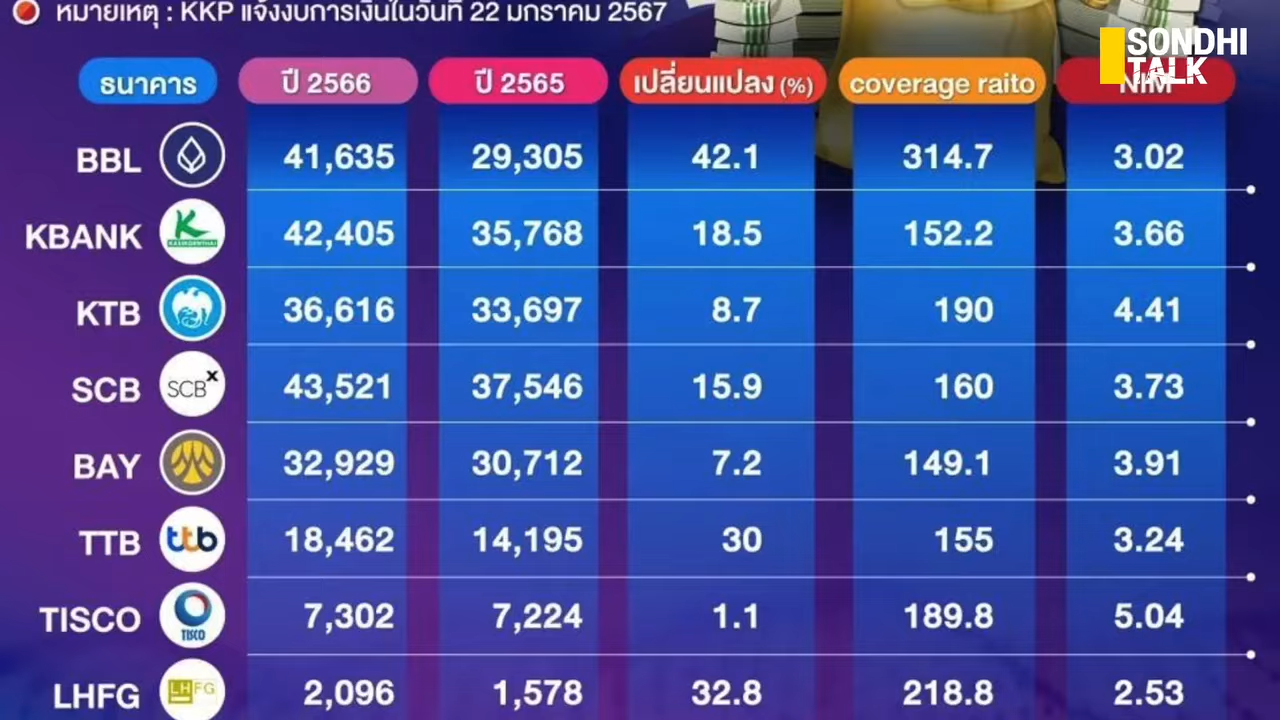 หมายเหตุ : KKP แจ้งงบการเงินในวันที่ 22 มกราคม 2567
SONDHI
TALK
ธนาคาร ปี 2566 ปี 2565 เปลี่ยนแปลง (%) coverage raito NIM
BBL 41,635 29,305 42.1 314.7 3.02
KBANK K KASIKORNTHAI 42,405 35,768 18.5 152.2 3.66
KTB 36,616 33,697 8.7 190 4.41
SCB SCBX 43,521 37,546 15.9 160 3.73
BAY 32,929 30,712 7.2 149.1 3.91
TTB ttb 18,462 14,195 30 155 3.24
TISCO TISCO 7,302 7,224 1.1 189.8 5.04
LHFG LHFG 2,096 1,578 32.8 218.8 2.53